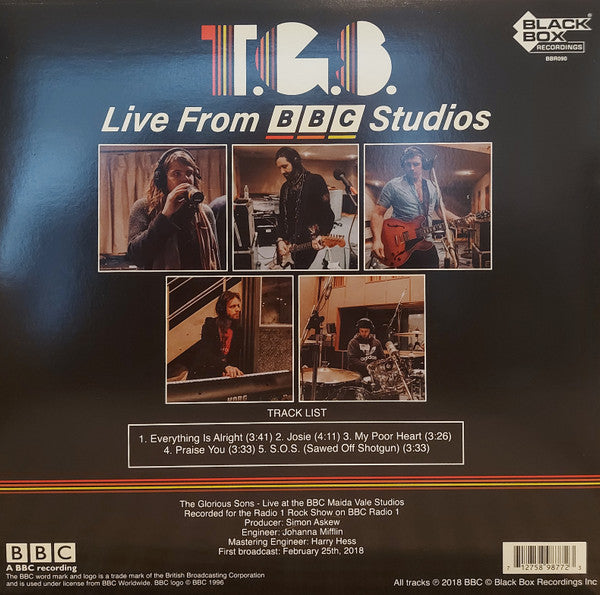 T.G.S.
BLACK
BOX
RECORDINGS
BBR090
Live From BBC Studios
KORG
TRACK LIST
1. Everything Is Alright (3:41) 2. Josie (4:11) 3. My Poor Heart (3:26)
4. Praise You (3:33) 5. S.O.S. (Sawed Off Shotgun) (3:33)
The Glorious Sons - Live at the BBC Maida Vale Studios
Recorded for the Radio 1 Rock Show on BBC Radio 1
Producer: Simon Askew
Engineer: Johanna Mifflin
Mastering Engineer: Harry Hess
First broadcast: February 25th, 2018
BBC
A BBC recording
The BBC word mark and logo is a trade mark of the British Broadcasting Corporation
and is used under license from BBC Worldwide. BBC logo © BBC 1996
7 12758 98772 3
All tracks ℗ 2018 BBC © Black Box Recordings Inc